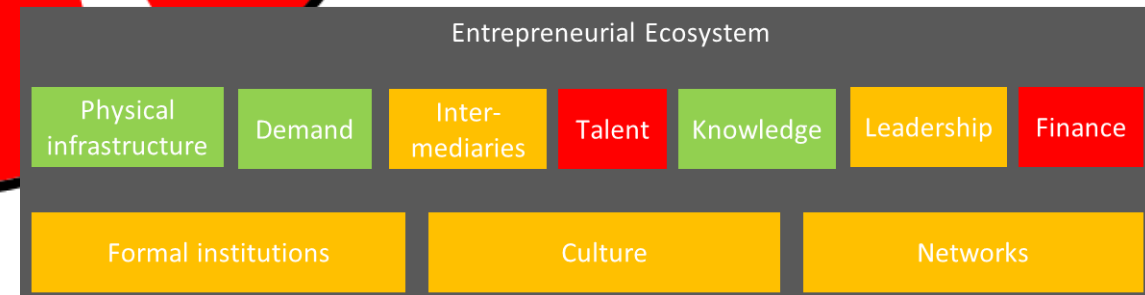 Entrepreneurial Ecosystem
Physical
infrastructure
Demand
Inter-
mediaries
Talent
Knowledge
Leadership
Finance
Formal institutions
Culture
Networks